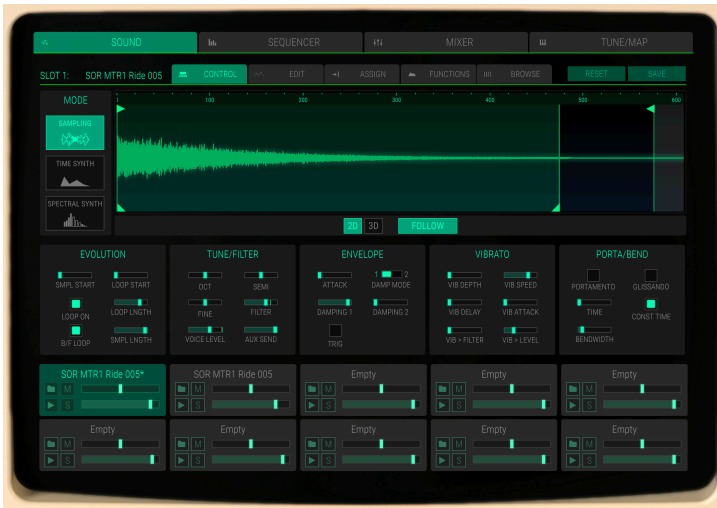 SOUND SEQUENCER MIXER TUNE/MAP
SLOT 1: SOR MTR1 Ride 005 CONTROL EDIT ASSIGN FUNCTIONS BROWSE RESET SAVE
MODE
1 100 200 300 400 500 600
SAMPLING
TIME SYNTH
SPECTRAL SYNTH
2D 3D FOLLOW
EVOLUTION
SMPL START LOOP START
LOOP ON LOOP LNGTH
B/F LOOP SMPL LNGTH
TUNE/FILTER
OCT SEMI
FINE FILTER
VOICE LEVEL AUX SEND
ENVELOPE
1 2
ATTACK DAMP MODE
DAMPING 1 DAMPING 2
TRIG
VIBRATO
VIB DEPTH VIB SPEED
VIB DELAY VIB ATTACK
VIB > FILTER VIB > LEVEL
PORTA/BEND
PORTAMENTO GLISSANDO
TIME CONST TIME
BENDWIDTH
SOR MTR1 Ride 005* SOR MTR1 Ride 005 Empty Empty Empty
M M M M M
S S S S S
Empty Empty Empty Empty Empty
M M M M M
S S S S S